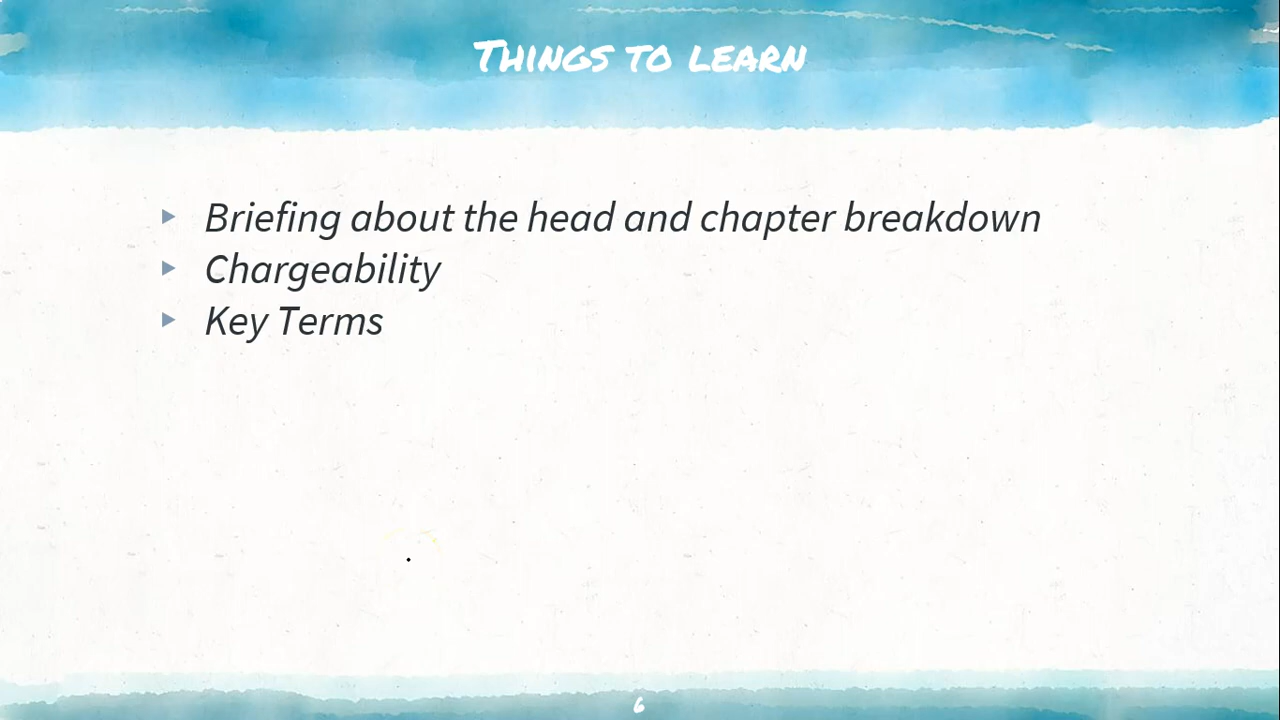 Things to learn
Briefing about the head and chapter breakdown
Chargeability
Key Terms
6